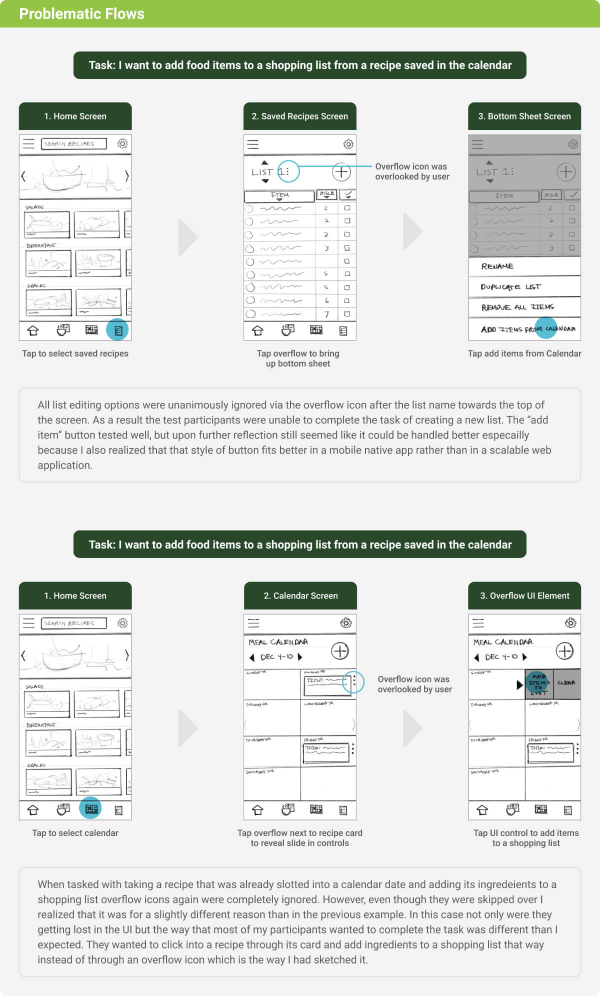 Problematic Flows
Task: I want to add food items to a shopping list from a recipe saved in the calendar
1. Home Screen
2. Saved Recipes Screen
3. Bottom Sheet Screen
SEARCH RECIPES
SALADS
BREAKFAST
SNACKS
LIST 1
ITEM
AISLE
2
2
2
3
5
5
6
7
Overflow icon was
overlooked by user
LIST 1
ITEM
AISLE
2
2
2
3
RENAME
DUPLICATE LIST
REMOVE ALL ITEMS
ADD ITEMS FROM CALENDAR
Tap to select saved recipes
Tap overflow to bring
up bottom sheet
Tap add items from Calendar
All list editing options were unanimously ignored via the overflow icon after the list name towards the top of
the screen. As a result the test participants were unable to complete the task of creating a new list. The “add
item” button tested well, but upon further reflection still seemed like it could be handled better especailly
because I also realized that that style of button fits better in a mobile native app rather than in a scalable web
application.
Task: I want to add food items to a shopping list from a recipe saved in the calendar
1. Home Screen
2. Calendar Screen
3. Overflow UI Element
SEARCH RECIPES
SALADS
BREAKFAST
SNACKS
MEAL CALENDAR
DEC 4-10
Overflow icon was
overlooked by user
MEAL CALENDAR
DEC 4-10
ADD
ITEMS
TO
LIST
CLEAR
Tap to select calendar
Tap overflow next to recipe card
to reveal slide in controls
Tap UI control to add items
to a shopping list
When tasked with taking a recipe that was already slotted into a calendar date and adding its ingredeients to a
shopping list overflow icons again were completely ignored. However, even though they were skipped over I
realized that it was for a slightly different reason than in the previous example. In this case not only were they
getting lost in the UI but the way that most of my participants wanted to complete the task was different than I
expected. They wanted to click into a recipe through its card and add ingredients to a shopping list that way
instead of through an overflow icon which is the way I had sketched it.